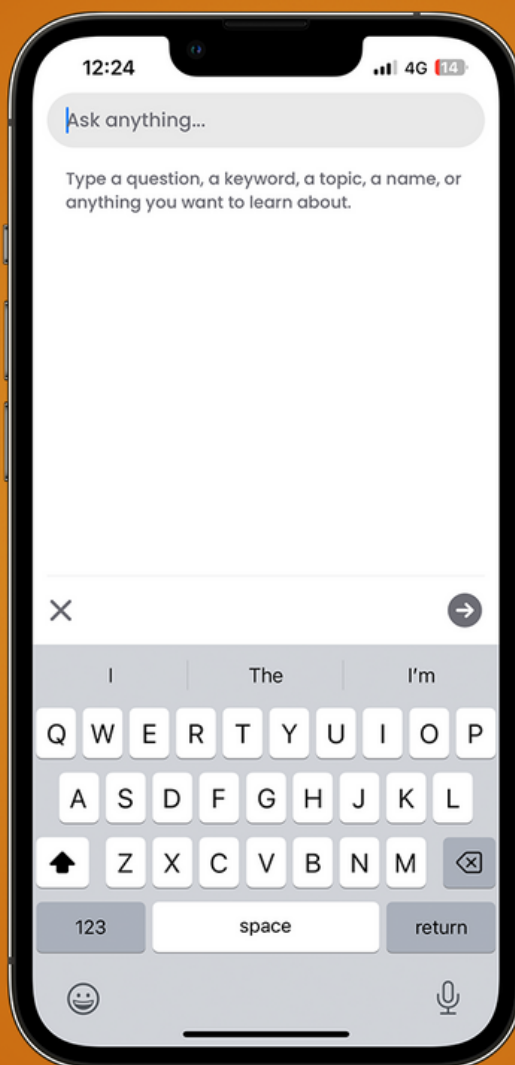 12:24 4G 14
Ask anything...
Type a question, a keyword, a topic, a name, or
anything you want to learn about.
I The I'm
Q W E R T Y U I O P
A S D F G H J K L
Z X C V B N M
123 space return